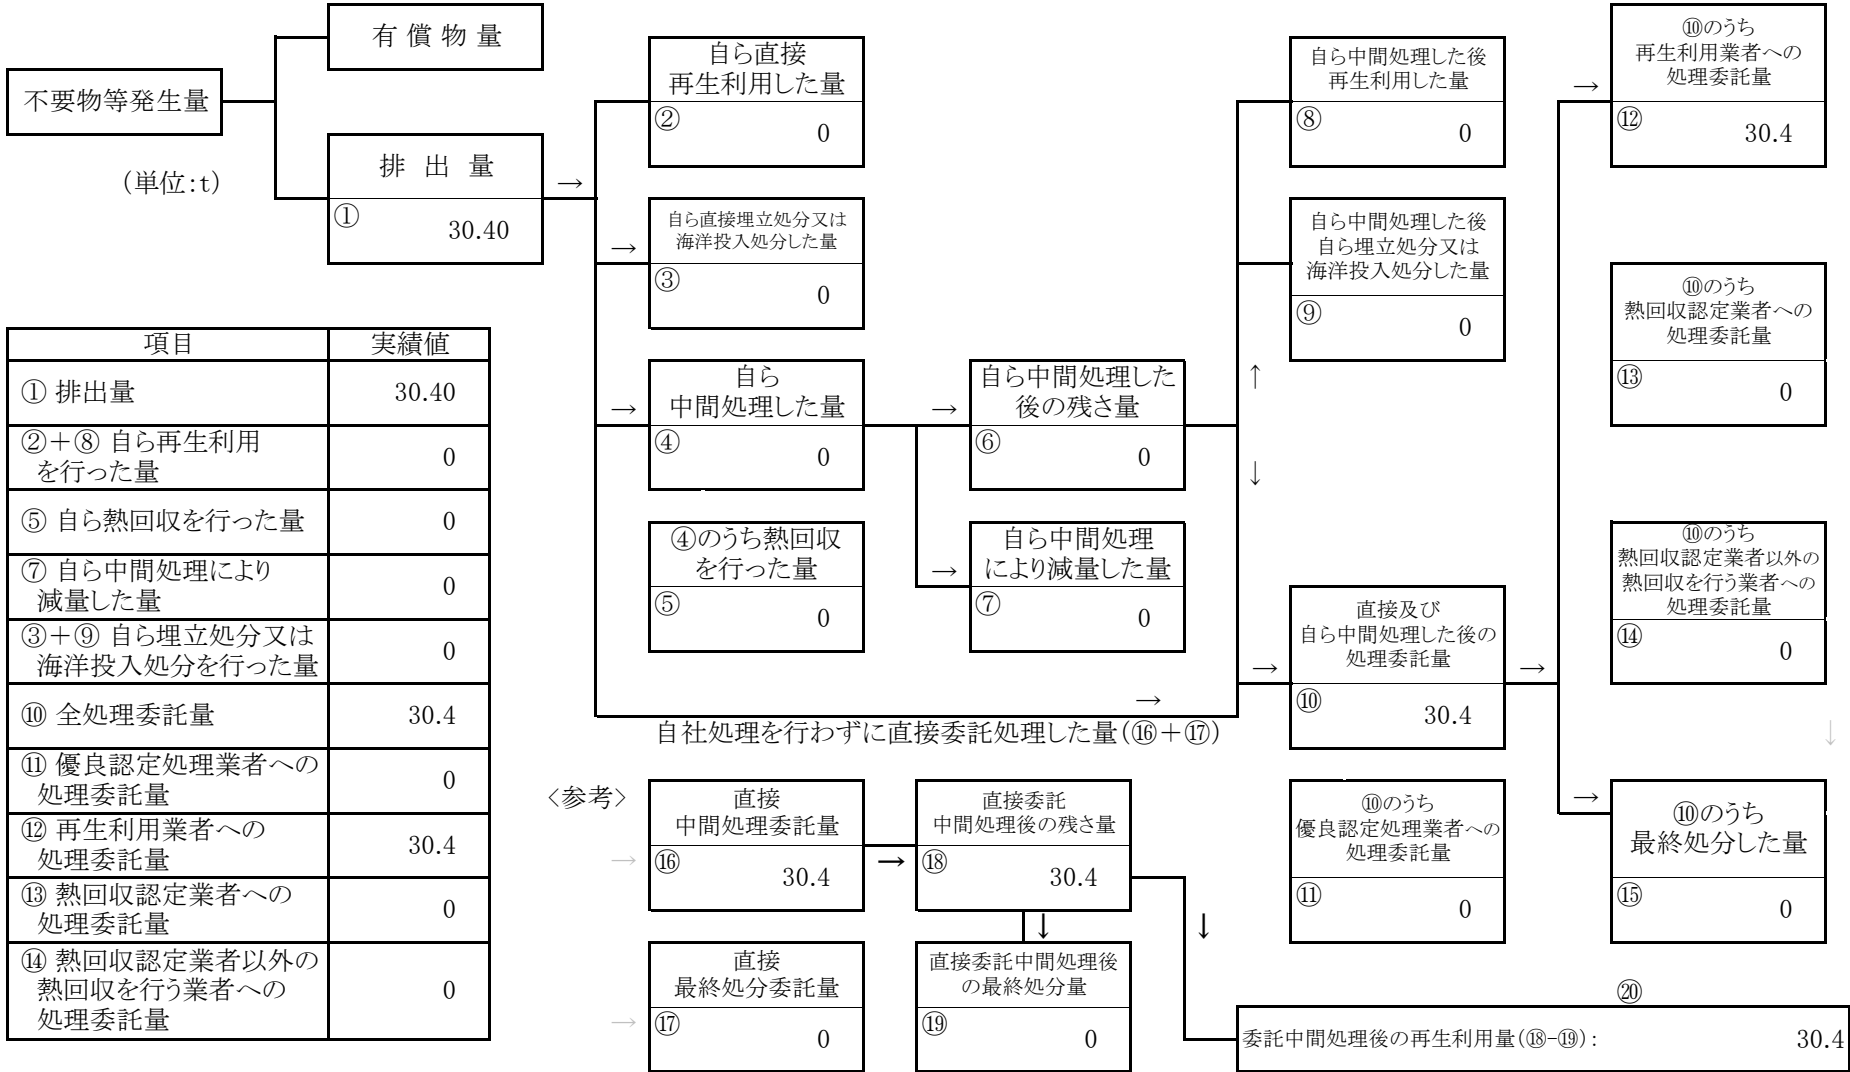 不要物等発生量
(単位:t)
有 償 物 量
排 出 量
①
30.40
→
自ら直接
再生利用した量
②
0
→
自ら直接埋立処分又は
海洋投入処分した量
③
0
→
自ら
中間処理した量
④
0
④のうち熱回収
を行った量
⑤
0
→
自ら中間処理した
後の残さ量
⑥
0
→
自ら中間処理
により減量した量
⑦
0
→
自社処理を行わずに直接委託処理した量(⑯+⑰)
自ら中間処理した後
再生利用した量
⑧
0
自ら中間処理した後
自ら埋立処分又は
海洋投入処分した量
⑨
0
↑
↓
→
直接及び
自ら中間処理した後の
処理委託量
⑩
30.4
→
⑩のうち
優良認定処理業者への
処理委託量
⑪
0
→
⑩のうち
再生利用業者への
処理委託量
⑫
30.4
⑩のうち
熱回収認定業者への
処理委託量
⑬
0
⑩のうち
熱回収認定業者以外の
熱回収を行う業者への
処理委託量
⑭
0
↓
→
⑩のうち
最終処分した量
⑮
0
項目 実績値
① 排出量 30.40
②+⑧ 自ら再生利用
を行った量 0
⑤ 自ら熱回収を行った量 0
⑦ 自ら中間処理により
減量した量 0
③+⑨ 自ら埋立処分又は
海洋投入処分を行った量 0
⑩ 全処理委託量 30.4
⑪ 優良認定処理業者への
処理委託量 0
⑫ 再生利用業者への
処理委託量 30.4
⑬ 熱回収認定業者への
処理委託量 0
⑭ 熱回収認定業者以外の
熱回収を行う業者への
処理委託量 0
〈参考〉
→
直接
中間処理委託量
⑯
30.4
→
直接委託
中間処理後の残さ量
⑱
30.4
↓
↓
→
直接
最終処分委託量
⑰
0
直接委託中間処理後
の最終処分量
⑲
0
⑳
委託中間処理後の再生利用量(⑱-⑲): 30.4